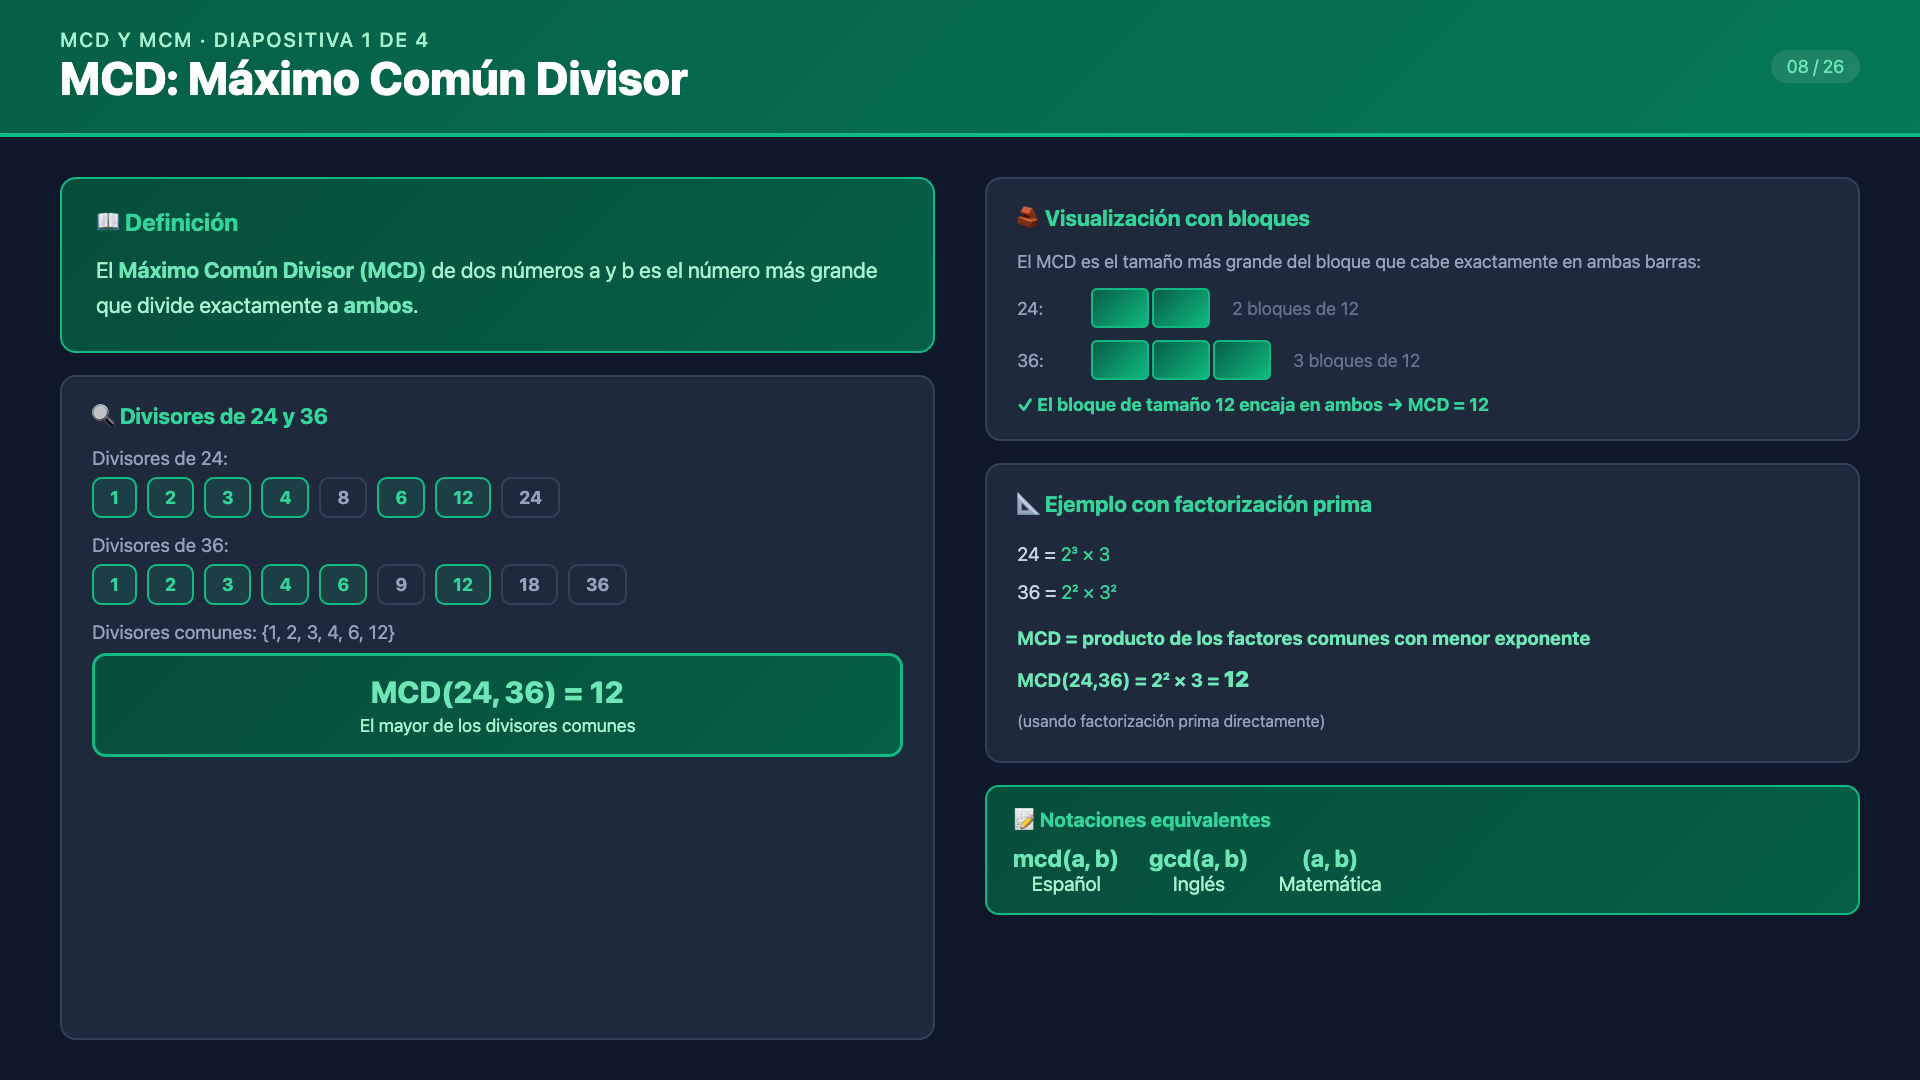 MCD Y MCM · DIAPOSITIVA 1 DE 4
MCD: Máximo Común Divisor
08 / 26
📖 Definición
El Máximo Común Divisor (MCD) de dos números a y b es el número más grande
que divide exactamente a ambos.
🔍 Divisores de 24 y 36
Divisores de 24:
1 2 3 4 8 6 12 24
Divisores de 36:
1 2 3 4 6 9 12 18 36
Divisores comunes: {1, 2, 3, 4, 6, 12}
MCD(24, 36) = 12
El mayor de los divisores comunes
Visualización con bloques
El MCD es el tamaño más grande del bloque que cabe exactamente en ambas barras:
24: 2 bloques de 12
36: 3 bloques de 12
✓ El bloque de tamaño 12 encaja en ambos → MCD = 12
📐 Ejemplo con factorización prima
24 = 2³ × 3
36 = 2² × 3²
MCD = producto de los factores comunes con menor exponente
MCD(24,36) = 2² × 3 = 12
(usando factorización prima directamente)
📝 Notaciones equivalentes
mcd(a, b) gcd(a, b) (a, b)
Español Inglés Matemática